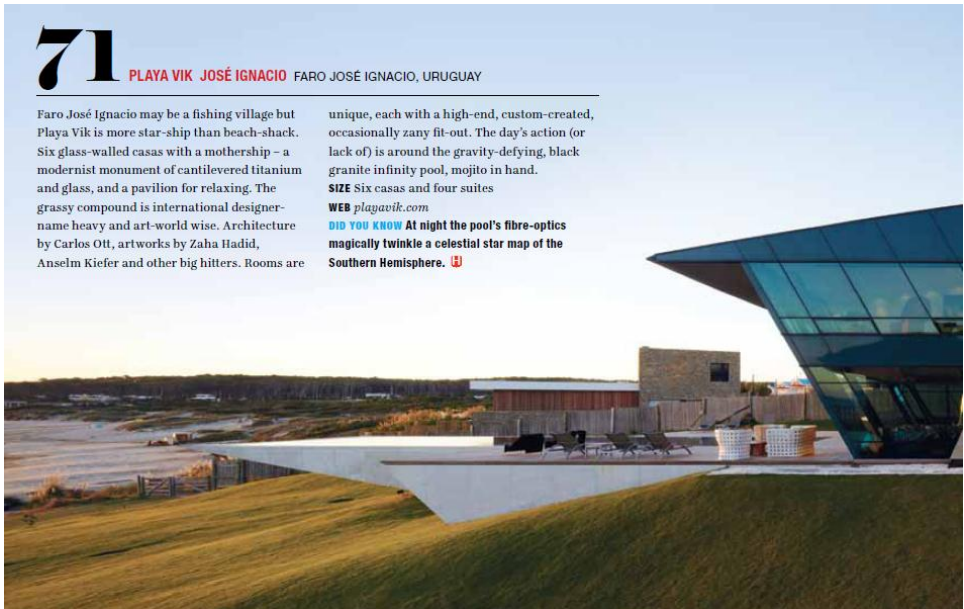 71 PLAYA VIK JOSÉ IGNACIO FARO JOSÉ IGNACIO, URUGUAY
Faro José Ignacio may be a fishing village but
Playa Vik is more star-ship than beach-shack.
Six glass-walled casas with a mothership – a
modernist monument of cantilevered titanium
and glass, and a pavilion for relaxing. The
grassy compound is international designer-
name heavy and art-world wise. Architecture
by Carlos Ott, artworks by Zaha Hadid,
Anselm Kiefer and other big hitters. Rooms are
unique, each with a high-end, custom-created,
occasionally zany fit-out. The day's action (or
lack of) is around the gravity-defying, black
granite infinity pool, mojito in hand.
SIZE Six casas and four suites
WEB playavik.com
DID YOU KNOW At night the pool's fibre-optics
magically twinkle a celestial star map of the
Southern Hemisphere. H